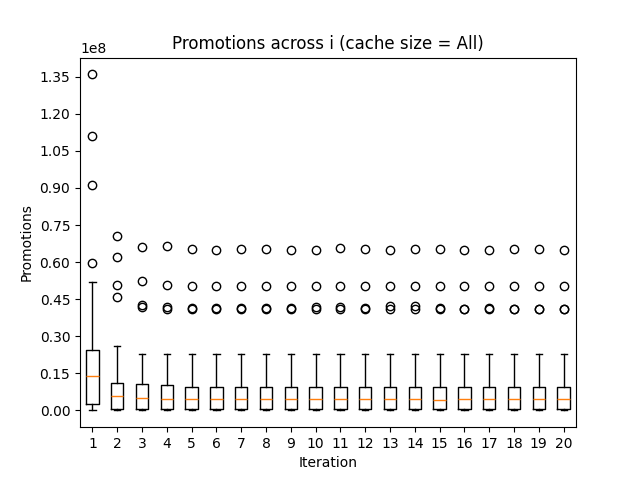 Promotions across i (cache size = All)
1e8
1.35
1.20
1.05
0.90
0.75
0.60
0.45
0.30
0.15
0.00
Promotions
1 2 3 4 5 6 7 8 9 10 11 12 13 14 15 16 17 18 19 20
Iteration